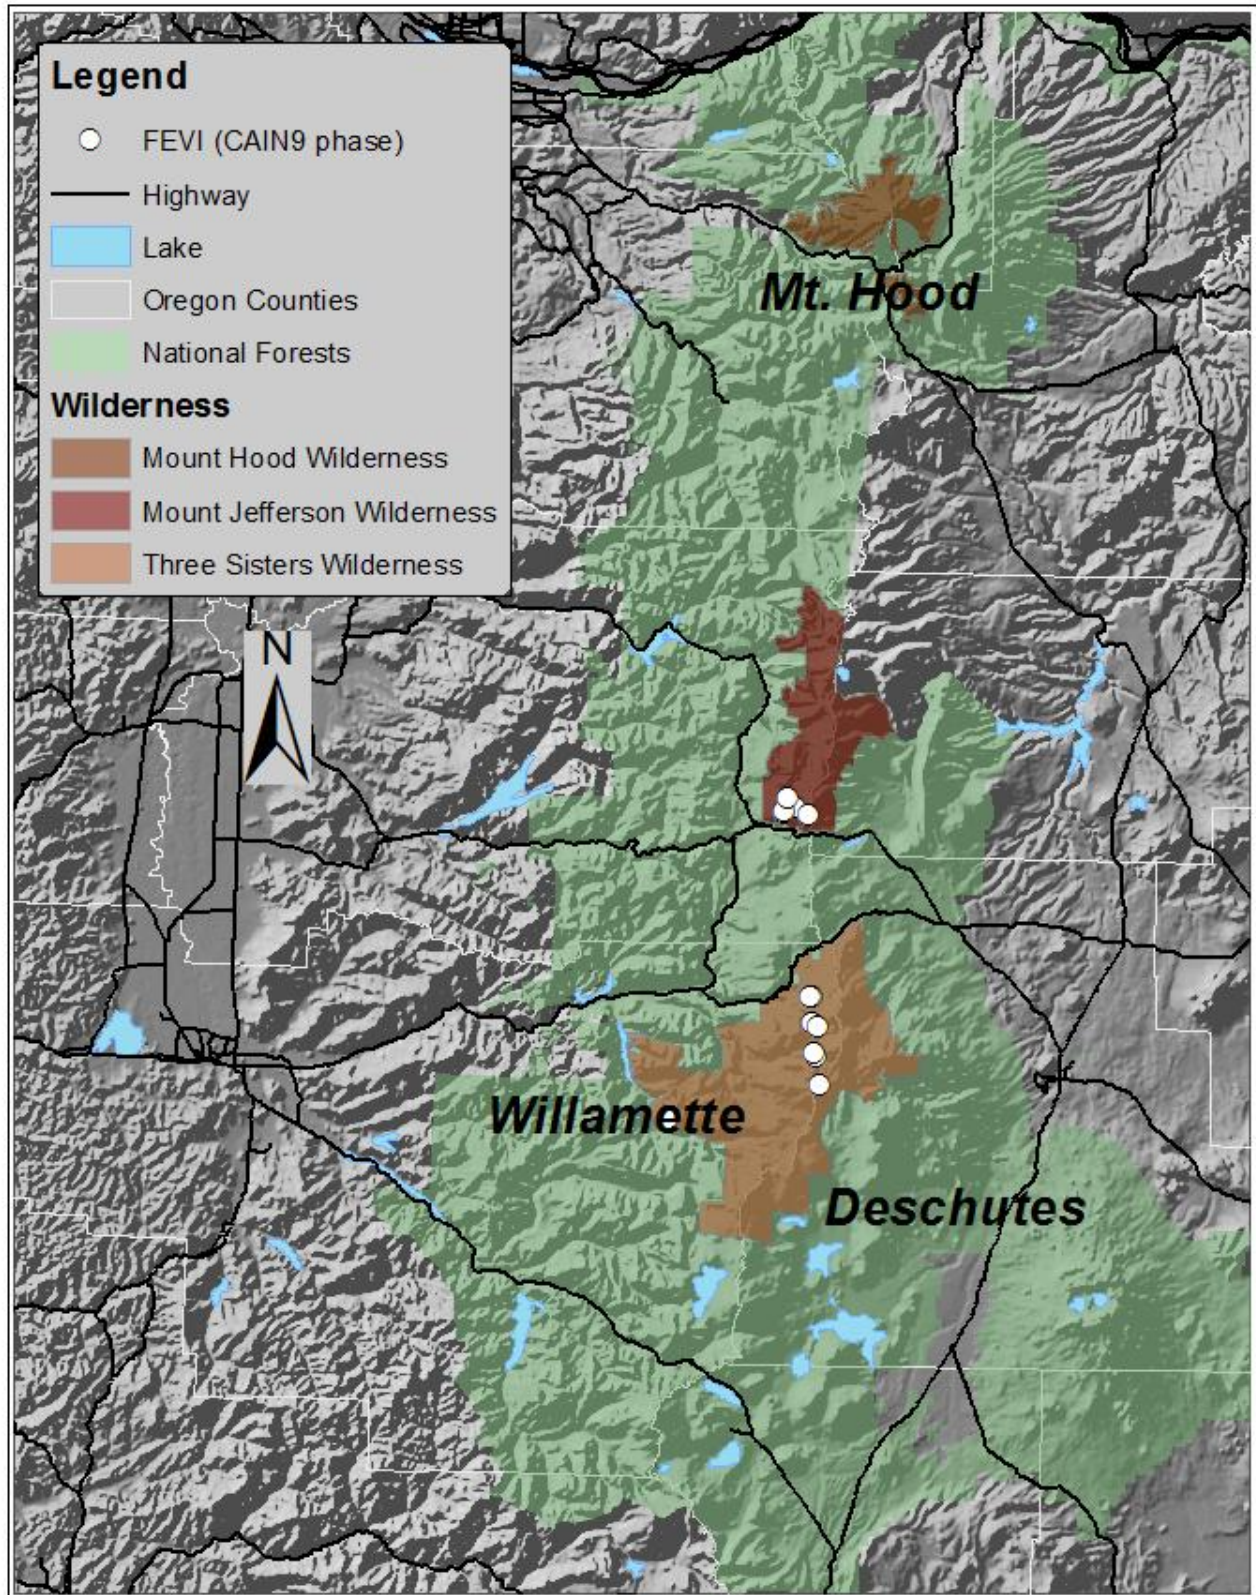 Legend
FEVI (CAIN9 phase)
Highway
Lake
Oregon Counties
National Forests
Wilderness
Mount Hood Wilderness
Mount Jefferson Wilderness
Three Sisters Wilderness
N
Mt. Hood
Willamette
Deschutes